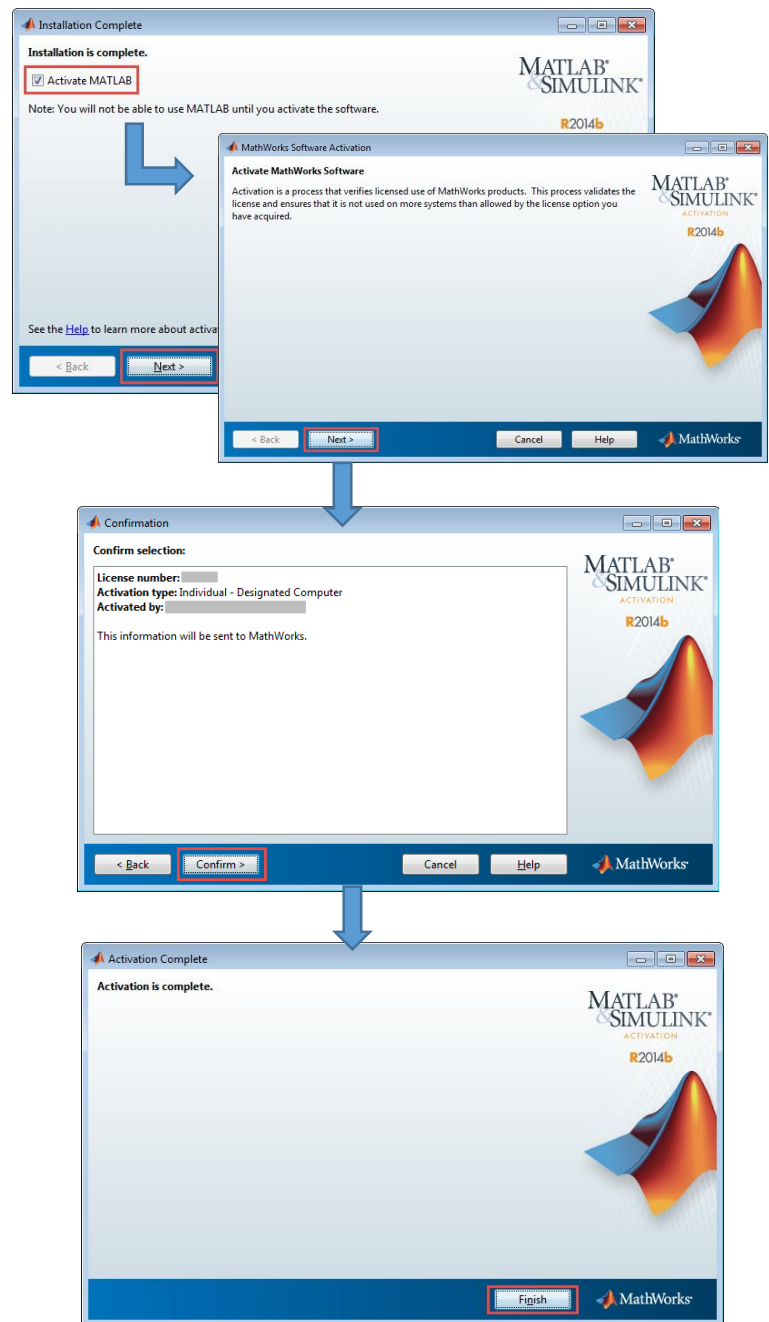 Installation Complete
Installation is complete.
Activate MATLAB
Note: You will not be able to use MATLAB until you activate the software.
See the Help to learn more about activa
< Back
Next >
MATLAB®
&SIMULINK®
R2014b
MathWorks Software Activation
Activate MathWorks Software
Activation is a process that verifies licensed use of MathWorks products. This process validates the
license and ensures that it is not used on more systems than allowed by the license option you
have acquired.
MATLAB®
&SIMULINK®
ACTIVATION
R2014b
< Back
Next >
Cancel
Help
MathWorks®
Confirmation
Confirm selection:
License number:
Activation type: Individual - Designated Computer
Activated by:
This information will be sent to MathWorks.
MATLAB®
&SIMULINK®
ACTIVATION
R2014b
< Back
Confirm >
Cancel
Help
MathWorks®
Activation Complete
Activation is complete.
MATLAB®
&SIMULINK®
ACTIVATION
R2014b
Finish
MathWorks®